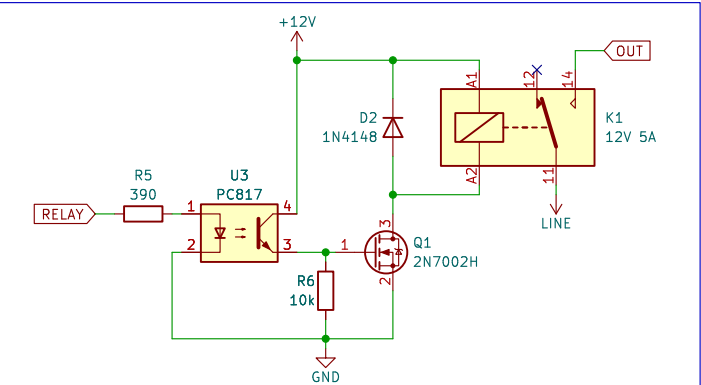 +12V
A1
12
14
OUT
D2
1N4148
K1
12V 5A
R5
390
U3
PC817
A2
11
RELAY
1
4
LINE
2
3
3
1
Q1
2N7002H
2
R6
10k
GND